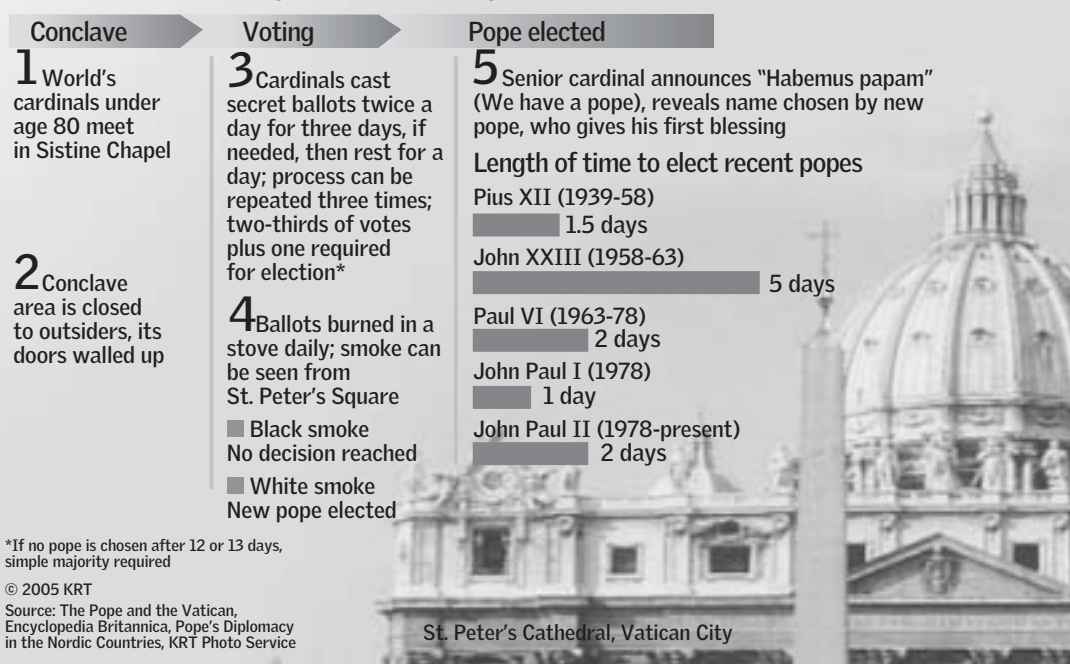 Conclave
Voting
Pope elected
1 World's
cardinals under
age 80 meet
in Sistine Chapel
2 Conclave
area is closed
to outsiders, its
doors walled up
3 Cardinals cast
secret ballots twice a
day for three days, if
needed, then rest for a
day; process can be
repeated three times;
two-thirds of votes
plus one required
for election*
4 Ballots burned in a
stove daily; smoke can
be seen from
St. Peter's Square
Black smoke
No decision reached
White smoke
New pope elected
5 Senior cardinal announces "Habemus papam"
(We have a pope), reveals name chosen by new
pope, who gives his first blessing
Length of time to elect recent popes
Pius XII (1939-58)
1.5 days
John XXIII (1958-63)
5 days
Paul VI (1963-78)
2 days
John Paul I (1978)
1 day
John Paul II (1978-present)
2 days
*If no pope is chosen after 12 or 13 days,
simple majority required
© 2005 KRT
Source: The Pope and the Vatican,
Encyclopedia Britannica, Pope's Diplomacy
in the Nordic Countries, KRT Photo Service
St. Peter's Cathedral, Vatican City